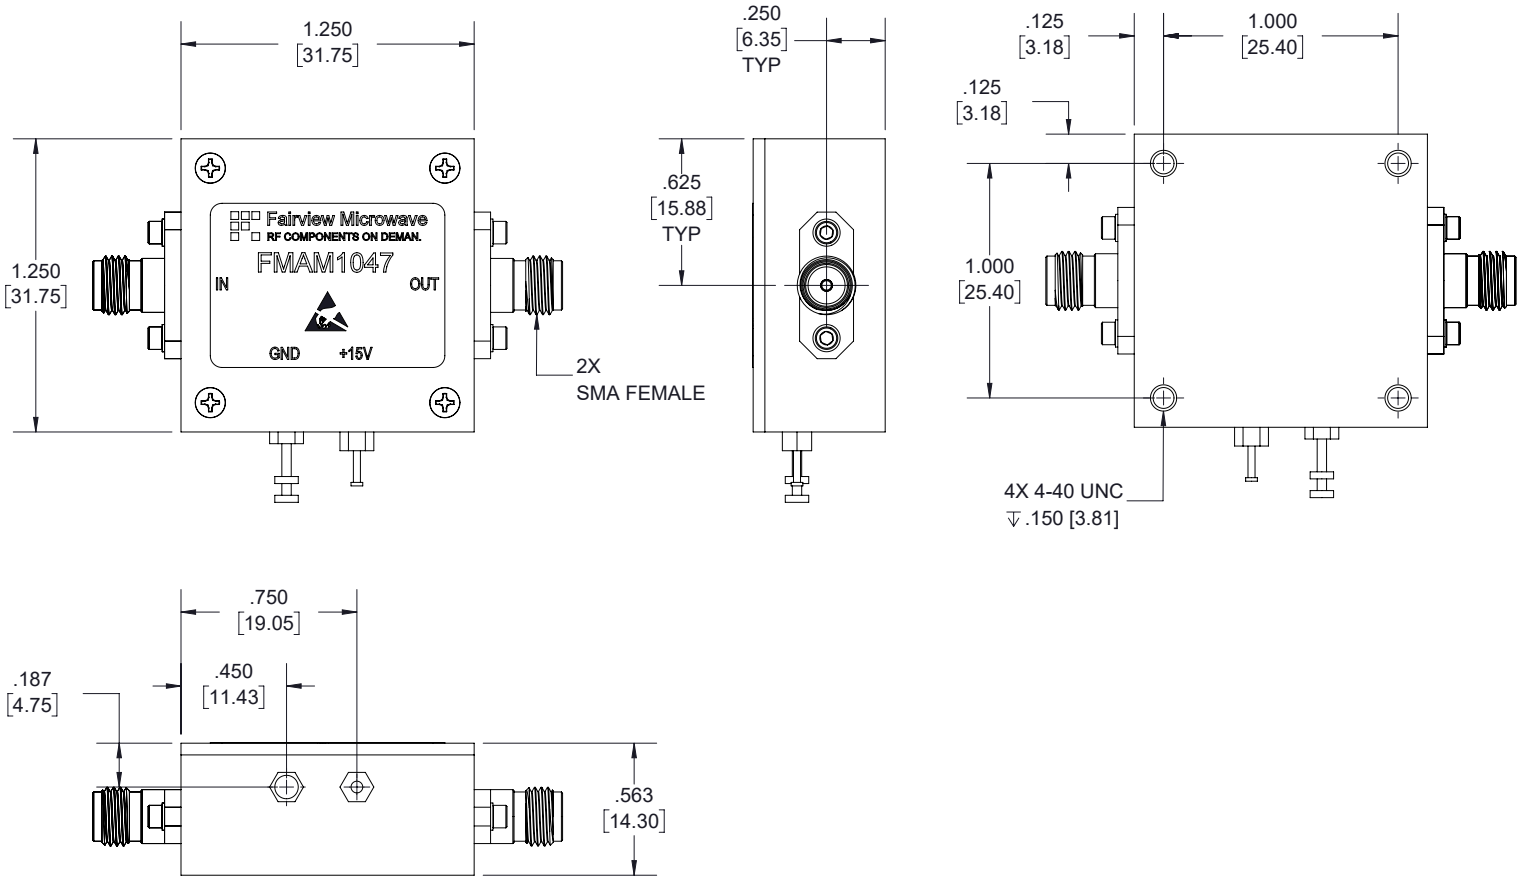 1.250
[31.75]
1.250
[31.75]
Fairview Microwave
RF COMPONENTS ON DEMAN.
FMAM1047
IN
OUT
GND +15V
2X
SMA FEMALE
.250
[6.35]
TYP
.625
[15.88]
TYP
.125
[3.18]
1.000
[25.40]
.125
[3.18]
1.000
[25.40]
4X 4-40 UNC
↧ .150 [3.81]
.750
[19.05]
.450
[11.43]
.187
[4.75]
.563
[14.30]